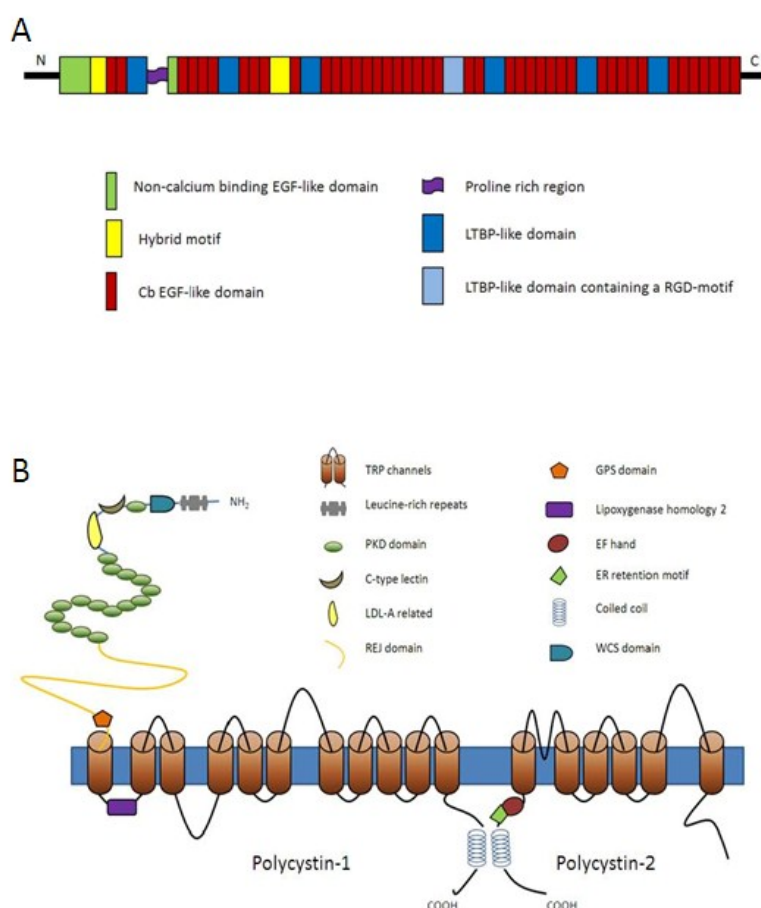 A
N
C
Non-calcium binding EGF-like domain
Proline rich region
Hybrid motif
LTBP-like domain
Cb EGF-like domain
LTBP-like domain containing a RGD-motif
B
NH2
TRP channels
GPS domain
Leucine-rich repeats
Lipoxygenase homology 2
PKD domain
EF hand
C-type lectin
ER retention motif
LDL-A related
Coiled coil
REJ domain
WCS domain
Polycystin-1
Polycystin-2
COOH
COOH